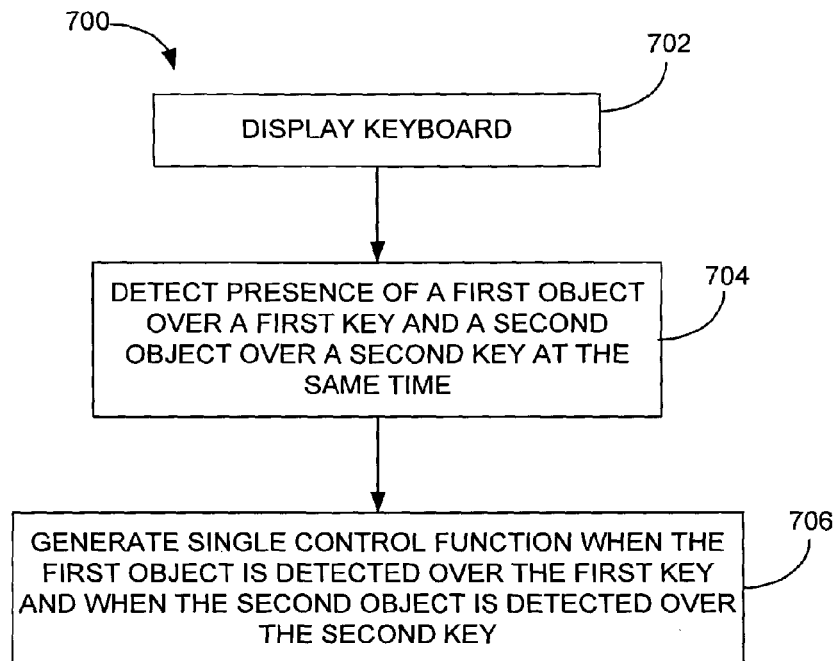 700
702
DISPLAY KEYBOARD
704
DETECT PRESENCE OF A FIRST OBJECT
OVER A FIRST KEY AND A SECOND
OBJECT OVER A SECOND KEY AT THE
SAME TIME
706
GENERATE SINGLE CONTROL FUNCTION WHEN THE
FIRST OBJECT IS DETECTED OVER THE FIRST KEY
AND WHEN THE SECOND OBJECT IS DETECTED OVER
THE SECOND KEY